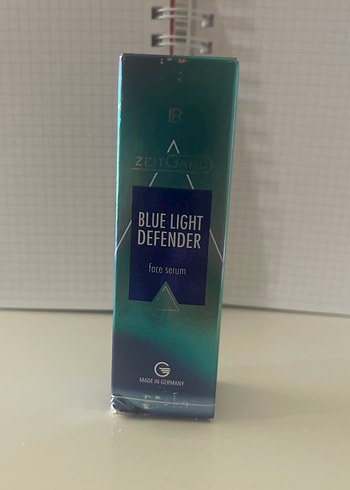 LR
ZEITGARD
BLUE LIGHT
DEFENDER
face serum
MADE IN GERMANY